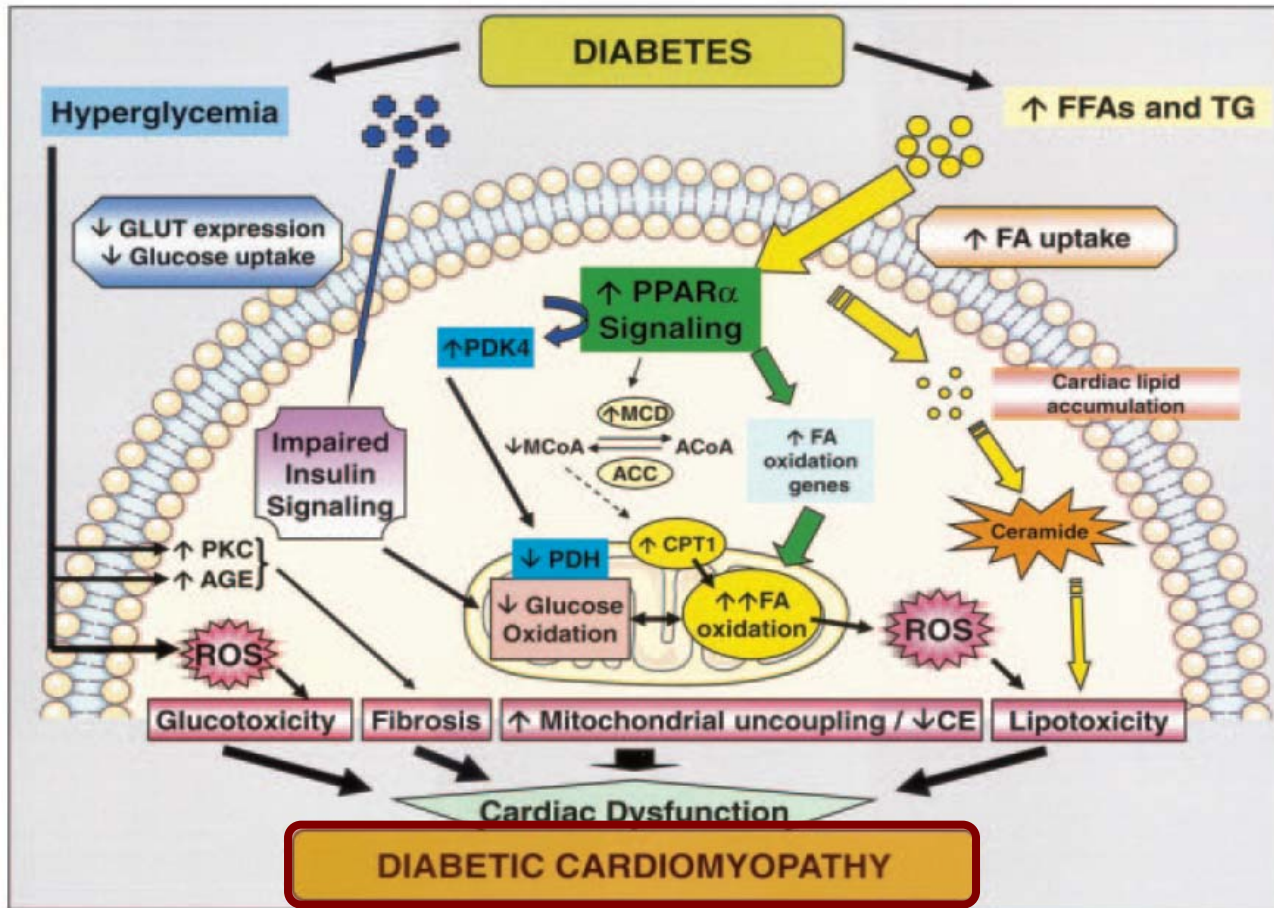 DIABETES
Hyperglycemia
↑ FFAs and TG
↓ GLUT expression
↓ Glucose uptake
↑ FA uptake
↑ PPARα
Signaling
↑PDK4
Cardiac lipid
accumulation
↑MCD
↓MCoA
ACoA
ACC
↑ FA
oxidation
genes
Impaired
Insulin
Signaling
Ceramide
↑ PKC
↑ AGE
↓ PDH
↑ CPT1
↓ Glucose
Oxidation
↑↑FA
oxidation
ROS
ROS
Glucotoxicity
Fibrosis
↑ Mitochondrial uncoupling / ↓CE
Lipotoxicity
Cardiac Dysfunction
DIABETIC CARDIOMYOPATHY